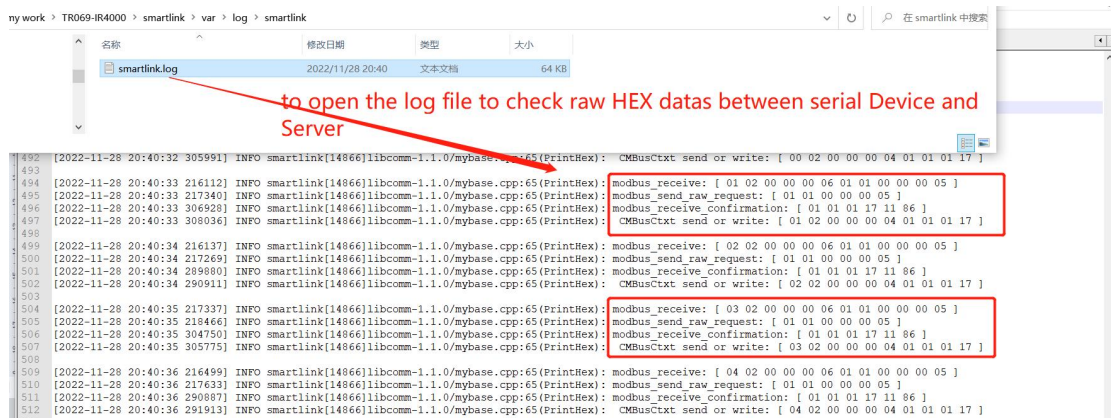 my work > TR069-IR4000 > smartlink > var > log > smartlink
在 smartlink 中搜索
名称 修改日期 类型 大小
smartlink.log 2022/11/28 20:40 文本文档 64 KB
to open the log file to check raw HEX datas between serial Device and
Server
492 [2022-11-28 20:40:32 305991] INFO smartlink[14866]libcomm-1.1.0/mybase.cpp:65(PrintHex): CMBusCtxt send or write: [ 00 02 00 00 00 04 01 01 01 17 ]
493
494 [2022-11-28 20:40:33 216112] INFO smartlink[14866]libcomm-1.1.0/mybase.cpp:65(PrintHex): modbus_receive: [ 01 02 00 00 00 06 01 01 00 00 00 05 ]
495 [2022-11-28 20:40:33 217340] INFO smartlink[14866]libcomm-1.1.0/mybase.cpp:65(PrintHex): modbus_send_raw_request: [ 01 01 00 00 00 05 ]
496 [2022-11-28 20:40:33 306928] INFO smartlink[14866]libcomm-1.1.0/mybase.cpp:65(PrintHex): modbus_receive_confirmation: [ 01 01 01 17 11 86 ]
497 [2022-11-28 20:40:33 308036] INFO smartlink[14866]libcomm-1.1.0/mybase.cpp:65(PrintHex): CMBusCtxt send or write: [ 01 02 00 00 00 04 01 01 01 17 ]
498
499 [2022-11-28 20:40:34 216137] INFO smartlink[14866]libcomm-1.1.0/mybase.cpp:65(PrintHex): modbus_receive: [ 02 02 00 00 00 06 01 01 00 00 00 05 ]
500 [2022-11-28 20:40:34 217269] INFO smartlink[14866]libcomm-1.1.0/mybase.cpp:65(PrintHex): modbus_send_raw_request: [ 01 01 00 00 00 05 ]
501 [2022-11-28 20:40:34 289880] INFO smartlink[14866]libcomm-1.1.0/mybase.cpp:65(PrintHex): modbus_receive_confirmation: [ 01 01 01 17 11 86 ]
502 [2022-11-28 20:40:34 290911] INFO smartlink[14866]libcomm-1.1.0/mybase.cpp:65(PrintHex): CMBusCtxt send or write: [ 02 02 00 00 00 04 01 01 01 17 ]
503
504 [2022-11-28 20:40:35 217337] INFO smartlink[14866]libcomm-1.1.0/mybase.cpp:65(PrintHex): modbus_receive: [ 03 02 00 00 00 06 01 01 00 00 00 05 ]
505 [2022-11-28 20:40:35 218466] INFO smartlink[14866]libcomm-1.1.0/mybase.cpp:65(PrintHex): modbus_send_raw_request: [ 01 01 00 00 00 05 ]
506 [2022-11-28 20:40:35 304750] INFO smartlink[14866]libcomm-1.1.0/mybase.cpp:65(PrintHex): modbus_receive_confirmation: [ 01 01 01 17 11 86 ]
507 [2022-11-28 20:40:35 305775] INFO smartlink[14866]libcomm-1.1.0/mybase.cpp:65(PrintHex): CMBusCtxt send or write: [ 03 02 00 00 00 04 01 01 01 17 ]
508
509 [2022-11-28 20:40:36 216499] INFO smartlink[14866]libcomm-1.1.0/mybase.cpp:65(PrintHex): modbus_receive: [ 04 02 00 00 00 06 01 01 00 00 00 05 ]
510 [2022-11-28 20:40:36 217633] INFO smartlink[14866]libcomm-1.1.0/mybase.cpp:65(PrintHex): modbus_send_raw_request: [ 01 01 00 00 00 05 ]
511 [2022-11-28 20:40:36 290887] INFO smartlink[14866]libcomm-1.1.0/mybase.cpp:65(PrintHex): modbus_receive_confirmation: [ 01 01 01 17 11 86 ]
512 [2022-11-28 20:40:36 291913] INFO smartlink[14866]libcomm-1.1.0/mybase.cpp:65(PrintHex): CMBusCtxt send or write: [ 04 02 00 00 00 04 01 01 01 17 ]